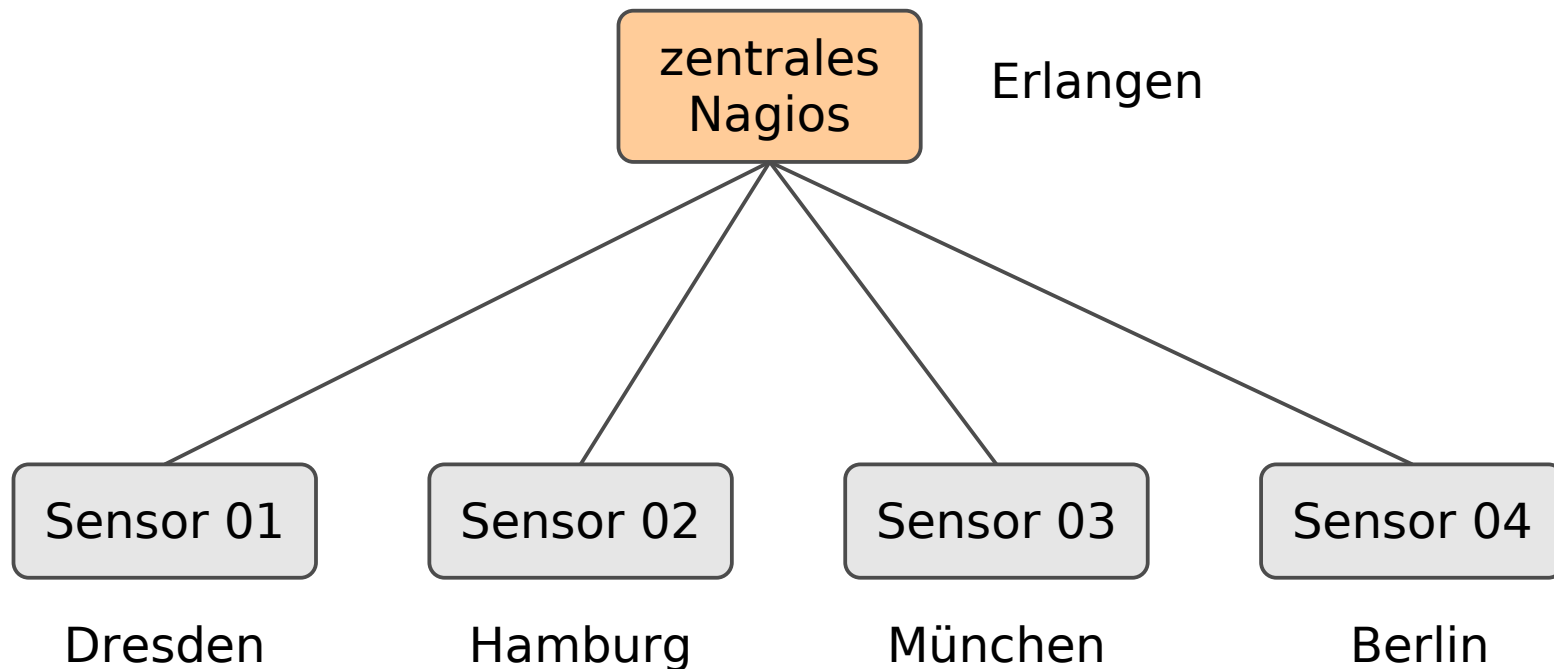 zentrales
Nagios
Erlangen
Sensor 01
Sensor 02
Sensor 03
Sensor 04
Dresden
Hamburg
München
Berlin